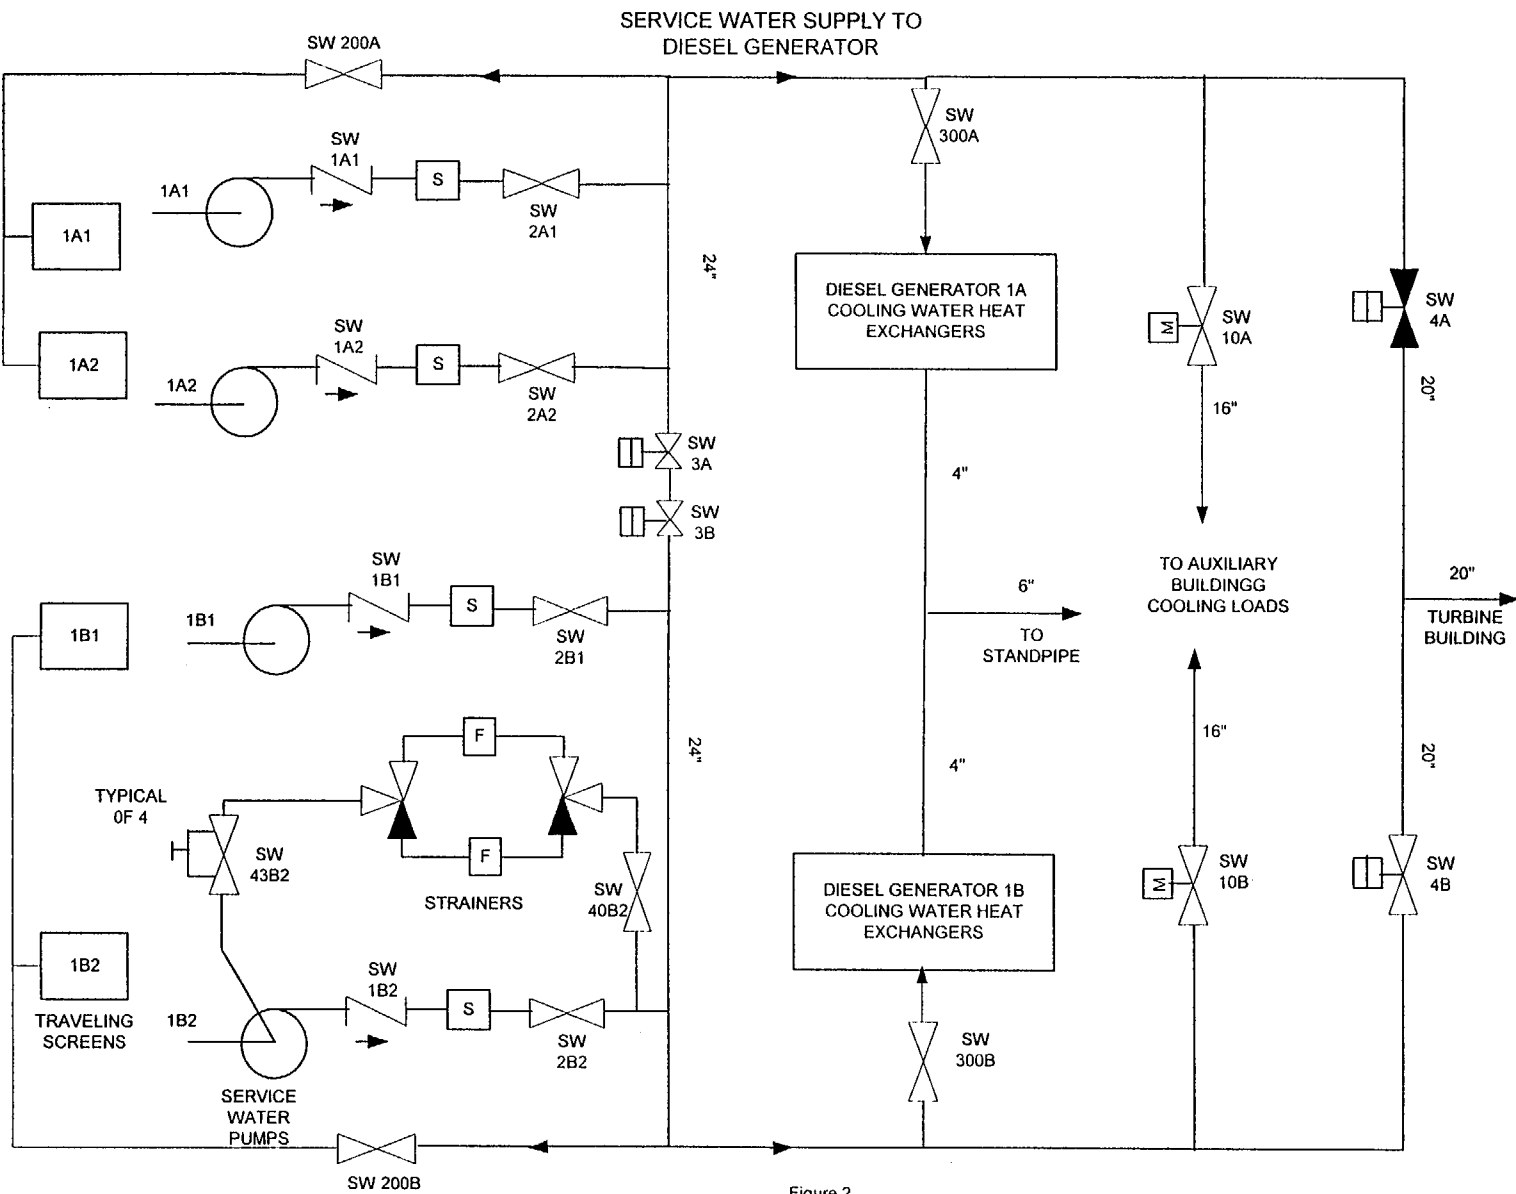 SERVICE WATER SUPPLY TO
DIESEL GENERATOR
SW 200A
SW
300A
SW
1A1
1A1
S
SW
2A1
1A1
24"
DIESEL GENERATOR 1A
COOLING WATER HEAT
EXCHANGERS
M
SW
10A
SW
4A
SW
1A2
1A2
S
SW
2A2
1A2
16"
20"
SW
3A
4"
SW
3B
SW
1B1
1B1
S
SW
2B1
1B1
6"
TO
STANDPIPE
TO AUXILIARY
BUILDINGG
COOLING LOADS
20"
TURBINE
BUILDING
F
24"
4"
16"
20"
TYPICAL
0F 4
SW
43B2
F
STRAINERS
SW
40B2
DIESEL GENERATOR 1B
COOLING WATER HEAT
EXCHANGERS
M
SW
10B
SW
4B
1B2
TRAVELING
SCREENS
1B2
SW
1B2
S
SW
2B2
SW
300B
SERVICE
WATER
PUMPS
SW 200B
Figure 2